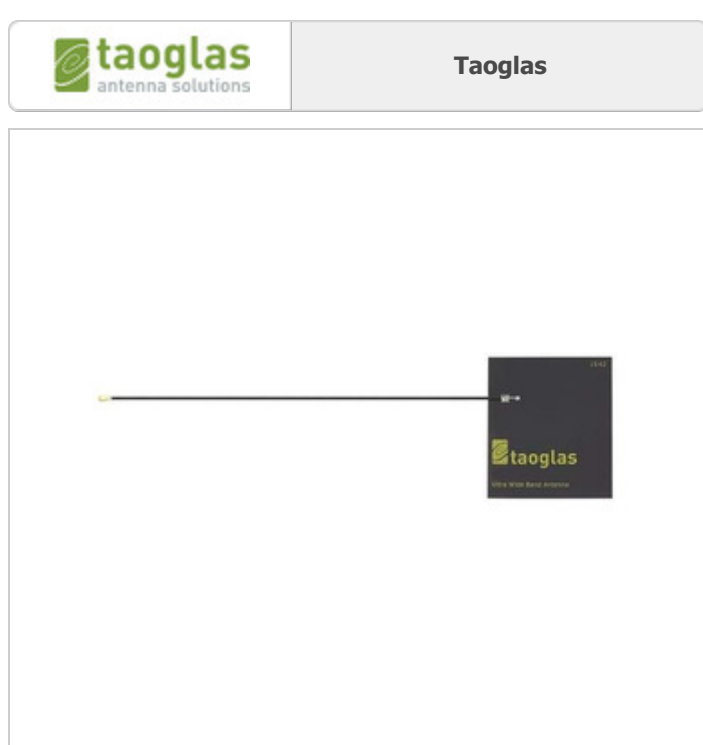 taoglas
antenna solutions
Taoglas
taoglas
Ultra Wide Band Antenna